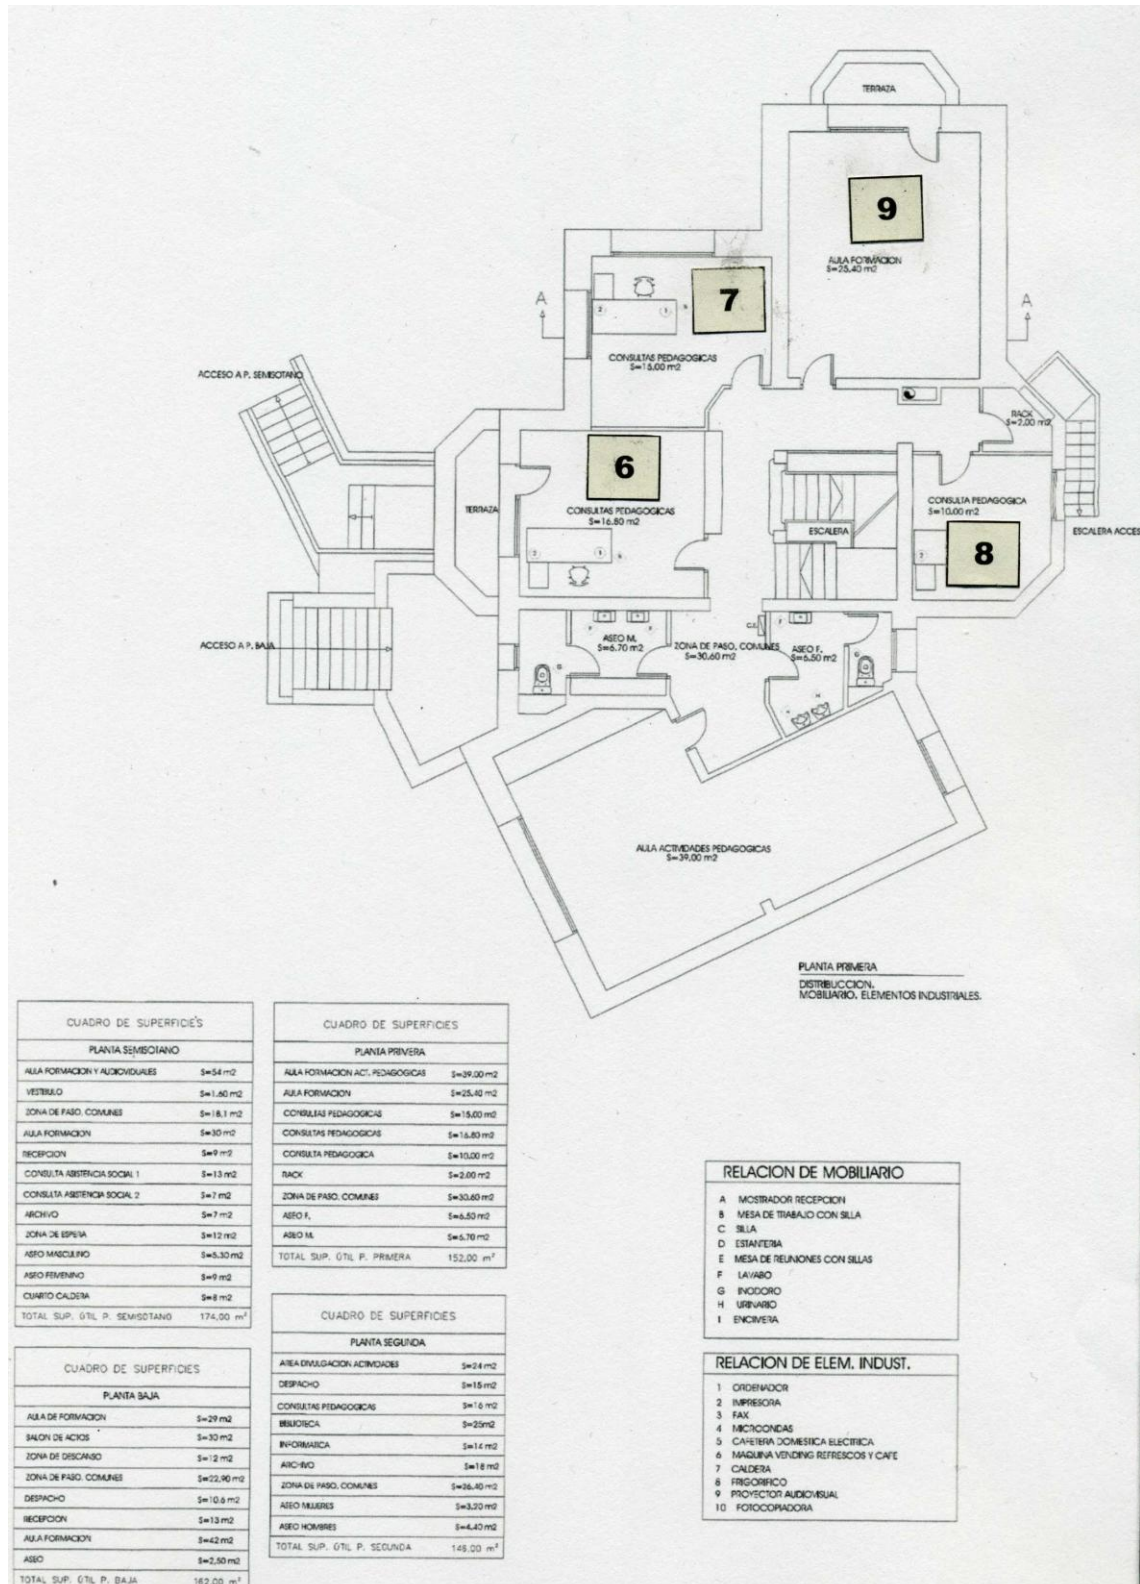 TERRAZA
9
AULA FORMACION
S=25,40 m2
7
A
A
CONSULTAS PEDAGOGICAS
S=15,00 m2
ACCESO A P. SEMISOTANO
RACK
S=2,00 m2
6
TERRAZA
CONSULTAS PEDAGOGICAS
S=16,80 m2
ESCALERA
CONSULTA PEDAGOGICA
S=10,00 m2
ESCALERA ACCES
8
ACCESO A P. BAJA
ASEO M.
S=6,70 m2
ZONA DE PASO, COMUNES
S=30,60 m2
ASEO F.
S=6,50 m2
AULA ACTIVIDADES PEDAGOGICAS
S=39,00 m2
PLANTA PRIMERA
DISTRIBUCCION.
MOBILIARIO. ELEMENTOS INDUSTRIALES.
CUADRO DE SUPERFICIES
PLANTA SEMISOTANO
AULA FORMACION Y AUDIOVIDUALES S=54 m2
VESTIBULO S=1,60 m2
ZONA DE PASO, COMUNES S=18,1 m2
AULA FORMACION S=30 m2
RECEPCION S=9 m2
CONSULTA ASISTENCIA SOCIAL 1 S=13 m2
CONSULTA ASISTENCIA SOCIAL 2 S=7 m2
ARCHIVO S=7 m2
ZONA DE ESPERA S=12 m2
ASEO MASCULINO S=5,30 m2
ASEO FEMENINO S=9 m2
CUARTO CALDERA S=8 m2
TOTAL SUP. ÚTIL P. SEMISOTANO 174,00 m²
CUADRO DE SUPERFICIES
PLANTA PRIMERA
AULA FORMACION ACT. PEDAGOGICAS S=39,00 m2
AULA FORMACION S=25,40 m2
CONSULTAS PEDAGOGICAS S=15,00 m2
CONSULTAS PEDAGOGICAS S=16,80 m2
CONSULTA PEDAGOGICA S=10,00 m2
RACK S=2,00 m2
ZONA DE PASO, COMUNES S=30,60 m2
ASEO F. S=6,50 m2
ASEO M. S=6,70 m2
TOTAL SUP. ÚTIL P. PRIMERA 152,00 m²
CUADRO DE SUPERFICIES
PLANTA BAJA
AULA DE FORMACION S=29 m2
SALON DE ACTOS S=30 m2
ZONA DE DESCANSO S=12 m2
ZONA DE PASO, COMUNES S=22,90 m2
DESPACHO S=10,6 m2
RECEPCION S=13 m2
AULA FORMACION S=42 m2
ASEO S=2,50 m2
TOTAL SUP. ÚTIL P. BAJA 162,00 m²
CUADRO DE SUPERFICIES
PLANTA SEGUNDA
AREA DIVULGACION ACTIVIDADES S=24 m2
DESPACHO S=15 m2
CONSULTAS PEDAGOGICAS S=16 m2
BIBLIOTECA S=25m2
INFORMATICA S=14 m2
ARCHIVO S=18 m2
ZONA DE PASO, COMUNES S=26,40 m2
ASEO MUJERES S=3,20 m2
ASEO HOMBRES S=4,40 m2
TOTAL SUP. ÚTIL P. SEGUNDA 146,00 m²
RELACION DE MOBILIARIO
A MOSTRADOR RECEPCION
B MESA DE TRABAJO CON SILLA
C SILLA
D ESTANTERIA
E MESA DE REUNIONES CON SILLAS
F LAVABO
G INODORO
H URINARIO
I ENCIMERA
RELACION DE ELEM. INDUST.
1 ORDENADOR
2 IMPRESORA
3 FAX
4 MICROONDAS
5 CAFETERA DOMESTICA ELECTRICA
6 MAQUINA VENDING REFRESCOS Y CAFE
7 CALDERA
8 FRIGORIFICO
9 PROYECTOR AUDIOVISUAL
10 FOTOCOPIADORA